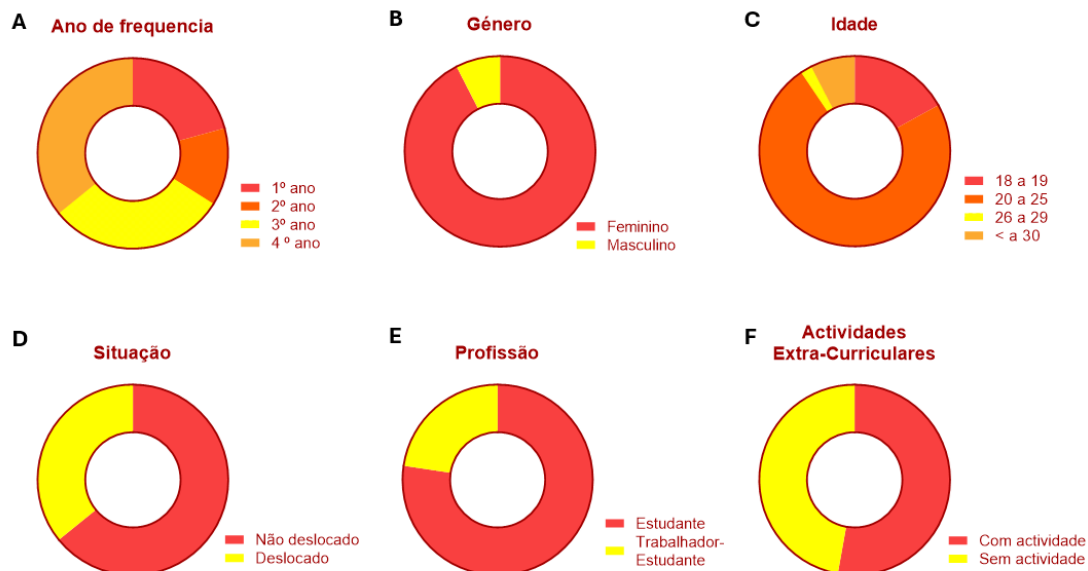 A
Ano de frequencia
1º ano
2º ano
3º ano
4 º ano
B
Género
Feminino
Masculino
C
Idade
18 a 19
20 a 25
26 a 29
< a 30
D
Situação
Não deslocado
Deslocado
E
Profissão
Estudante
Trabalhador-
Estudante
F
Actividades
Extra-Curriculares
Com actividade
Sem actividade